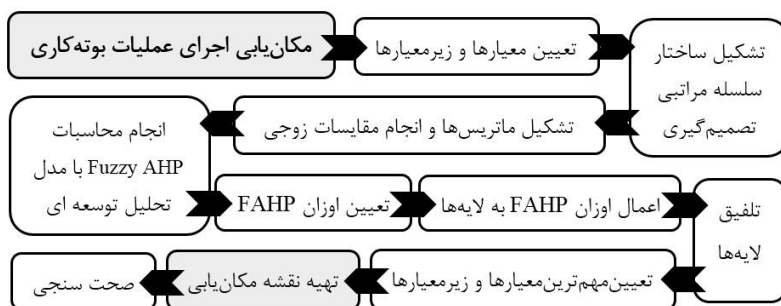 مکان‌یابی اجرای عملیات بوته‌کاری
تعیین معیارها و زیرمعیارها
تشکیل ساختار
سلسله مراتبی
تصمیم‌گیری
تشکیل ماتریس‌ها و انجام مقایسات زوجی
انجام محاسبات
Fuzzy AHP با مدل
تحلیل توسعه ای
تعیین اوزان FAHP
اعمال اوزان FAHP به لایه‌ها
تلفیق
لایه‌ها
تعیین‌مهم‌ترین‌معیارها و زیرمعیارها
تهیه نقشه مکان‌یابی
صحت سنجی